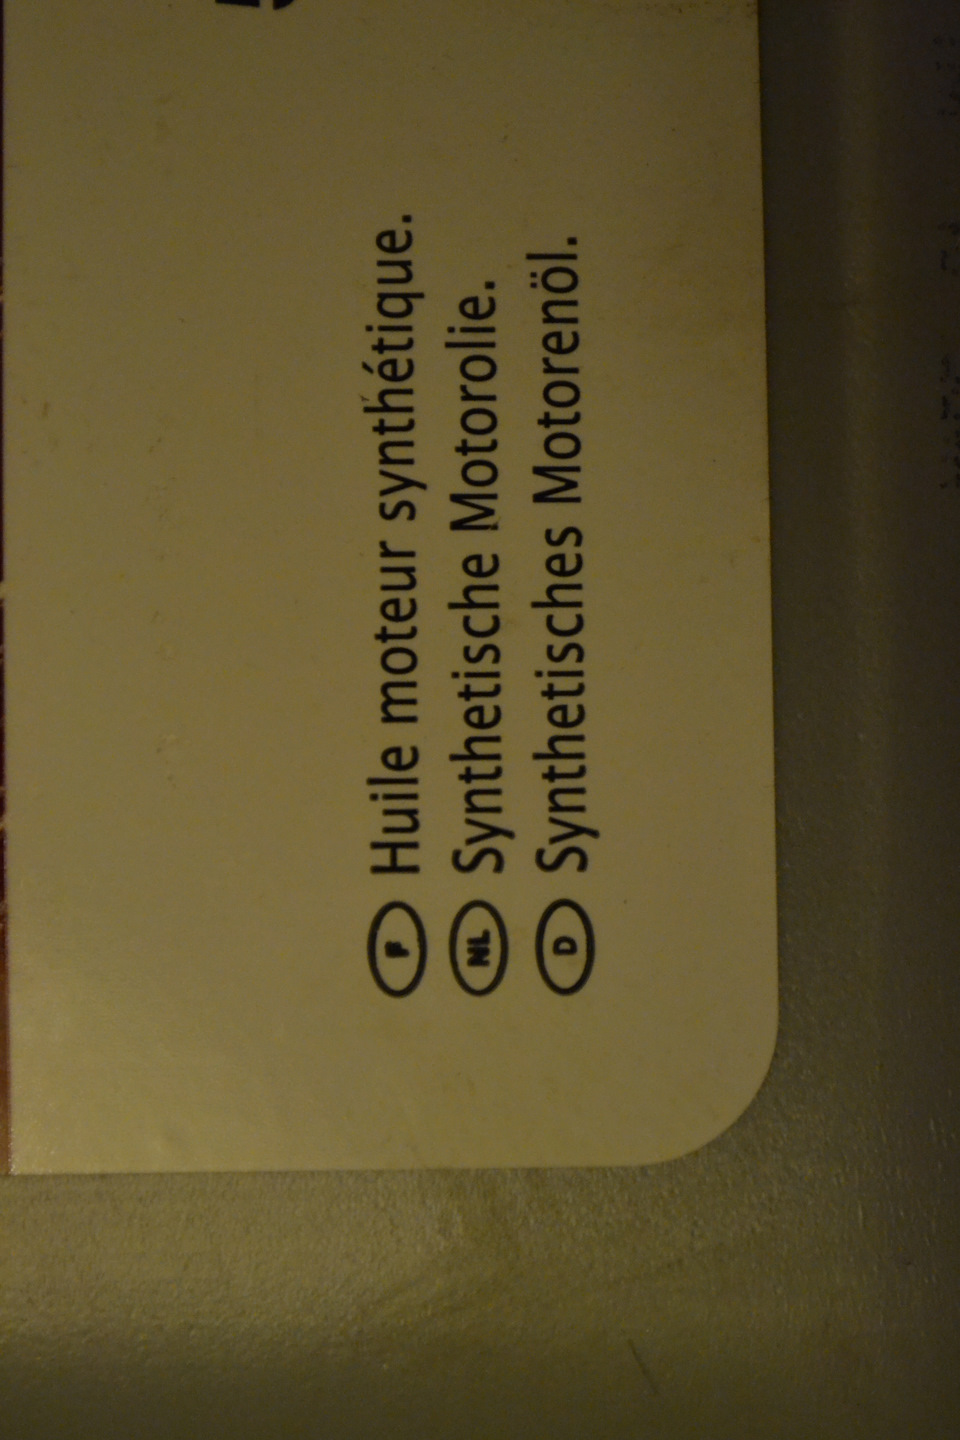 F Huile moteur synthétique.
NL Synthetische Motorolie.
D Synthetisches Motorenöl.